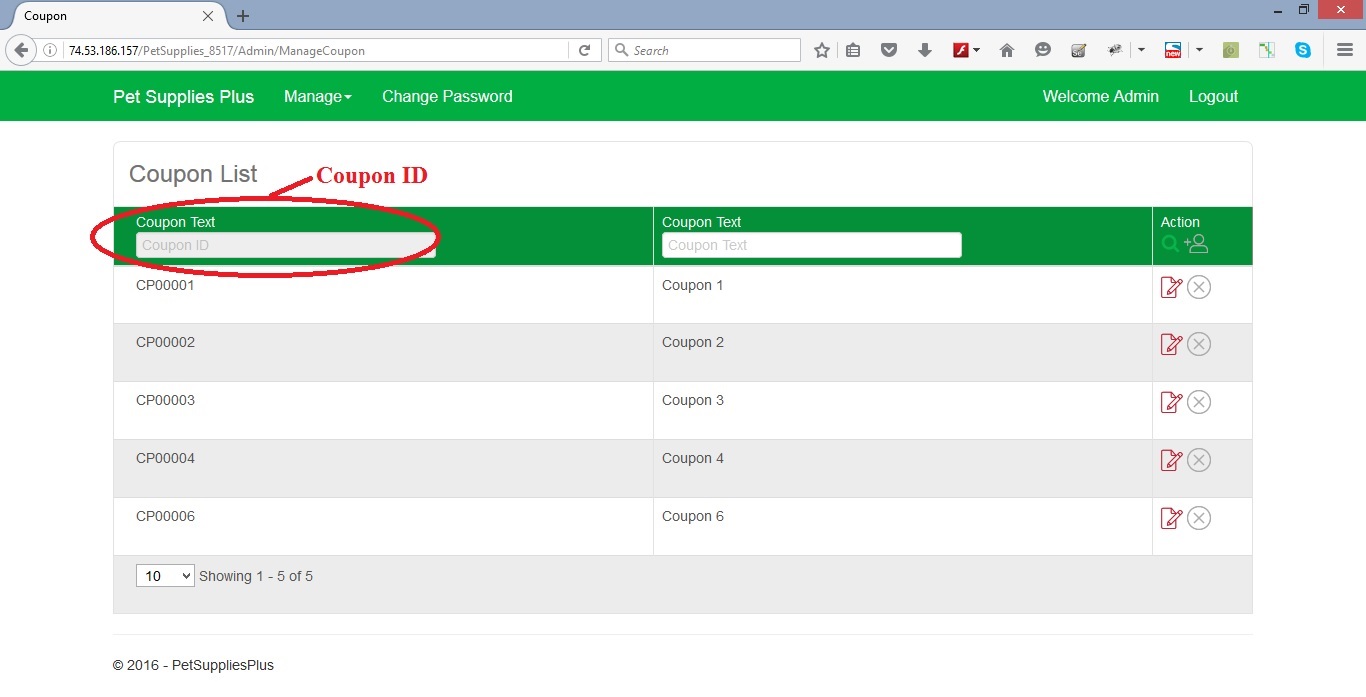 Coupon
74.53.186.157/PetSupplies_8517/Admin/ManageCoupon
Search
new
Pet Supplies Plus Manage Change Password Welcome Admin Logout
Coupon List
Coupon ID
Coupon Text Coupon Text Action
Coupon ID Coupon Text
CP00001 Coupon 1
CP00002 Coupon 2
CP00003 Coupon 3
CP00004 Coupon 4
CP00006 Coupon 6
10 Showing 1 - 5 of 5
© 2016 - PetSuppliesPlus